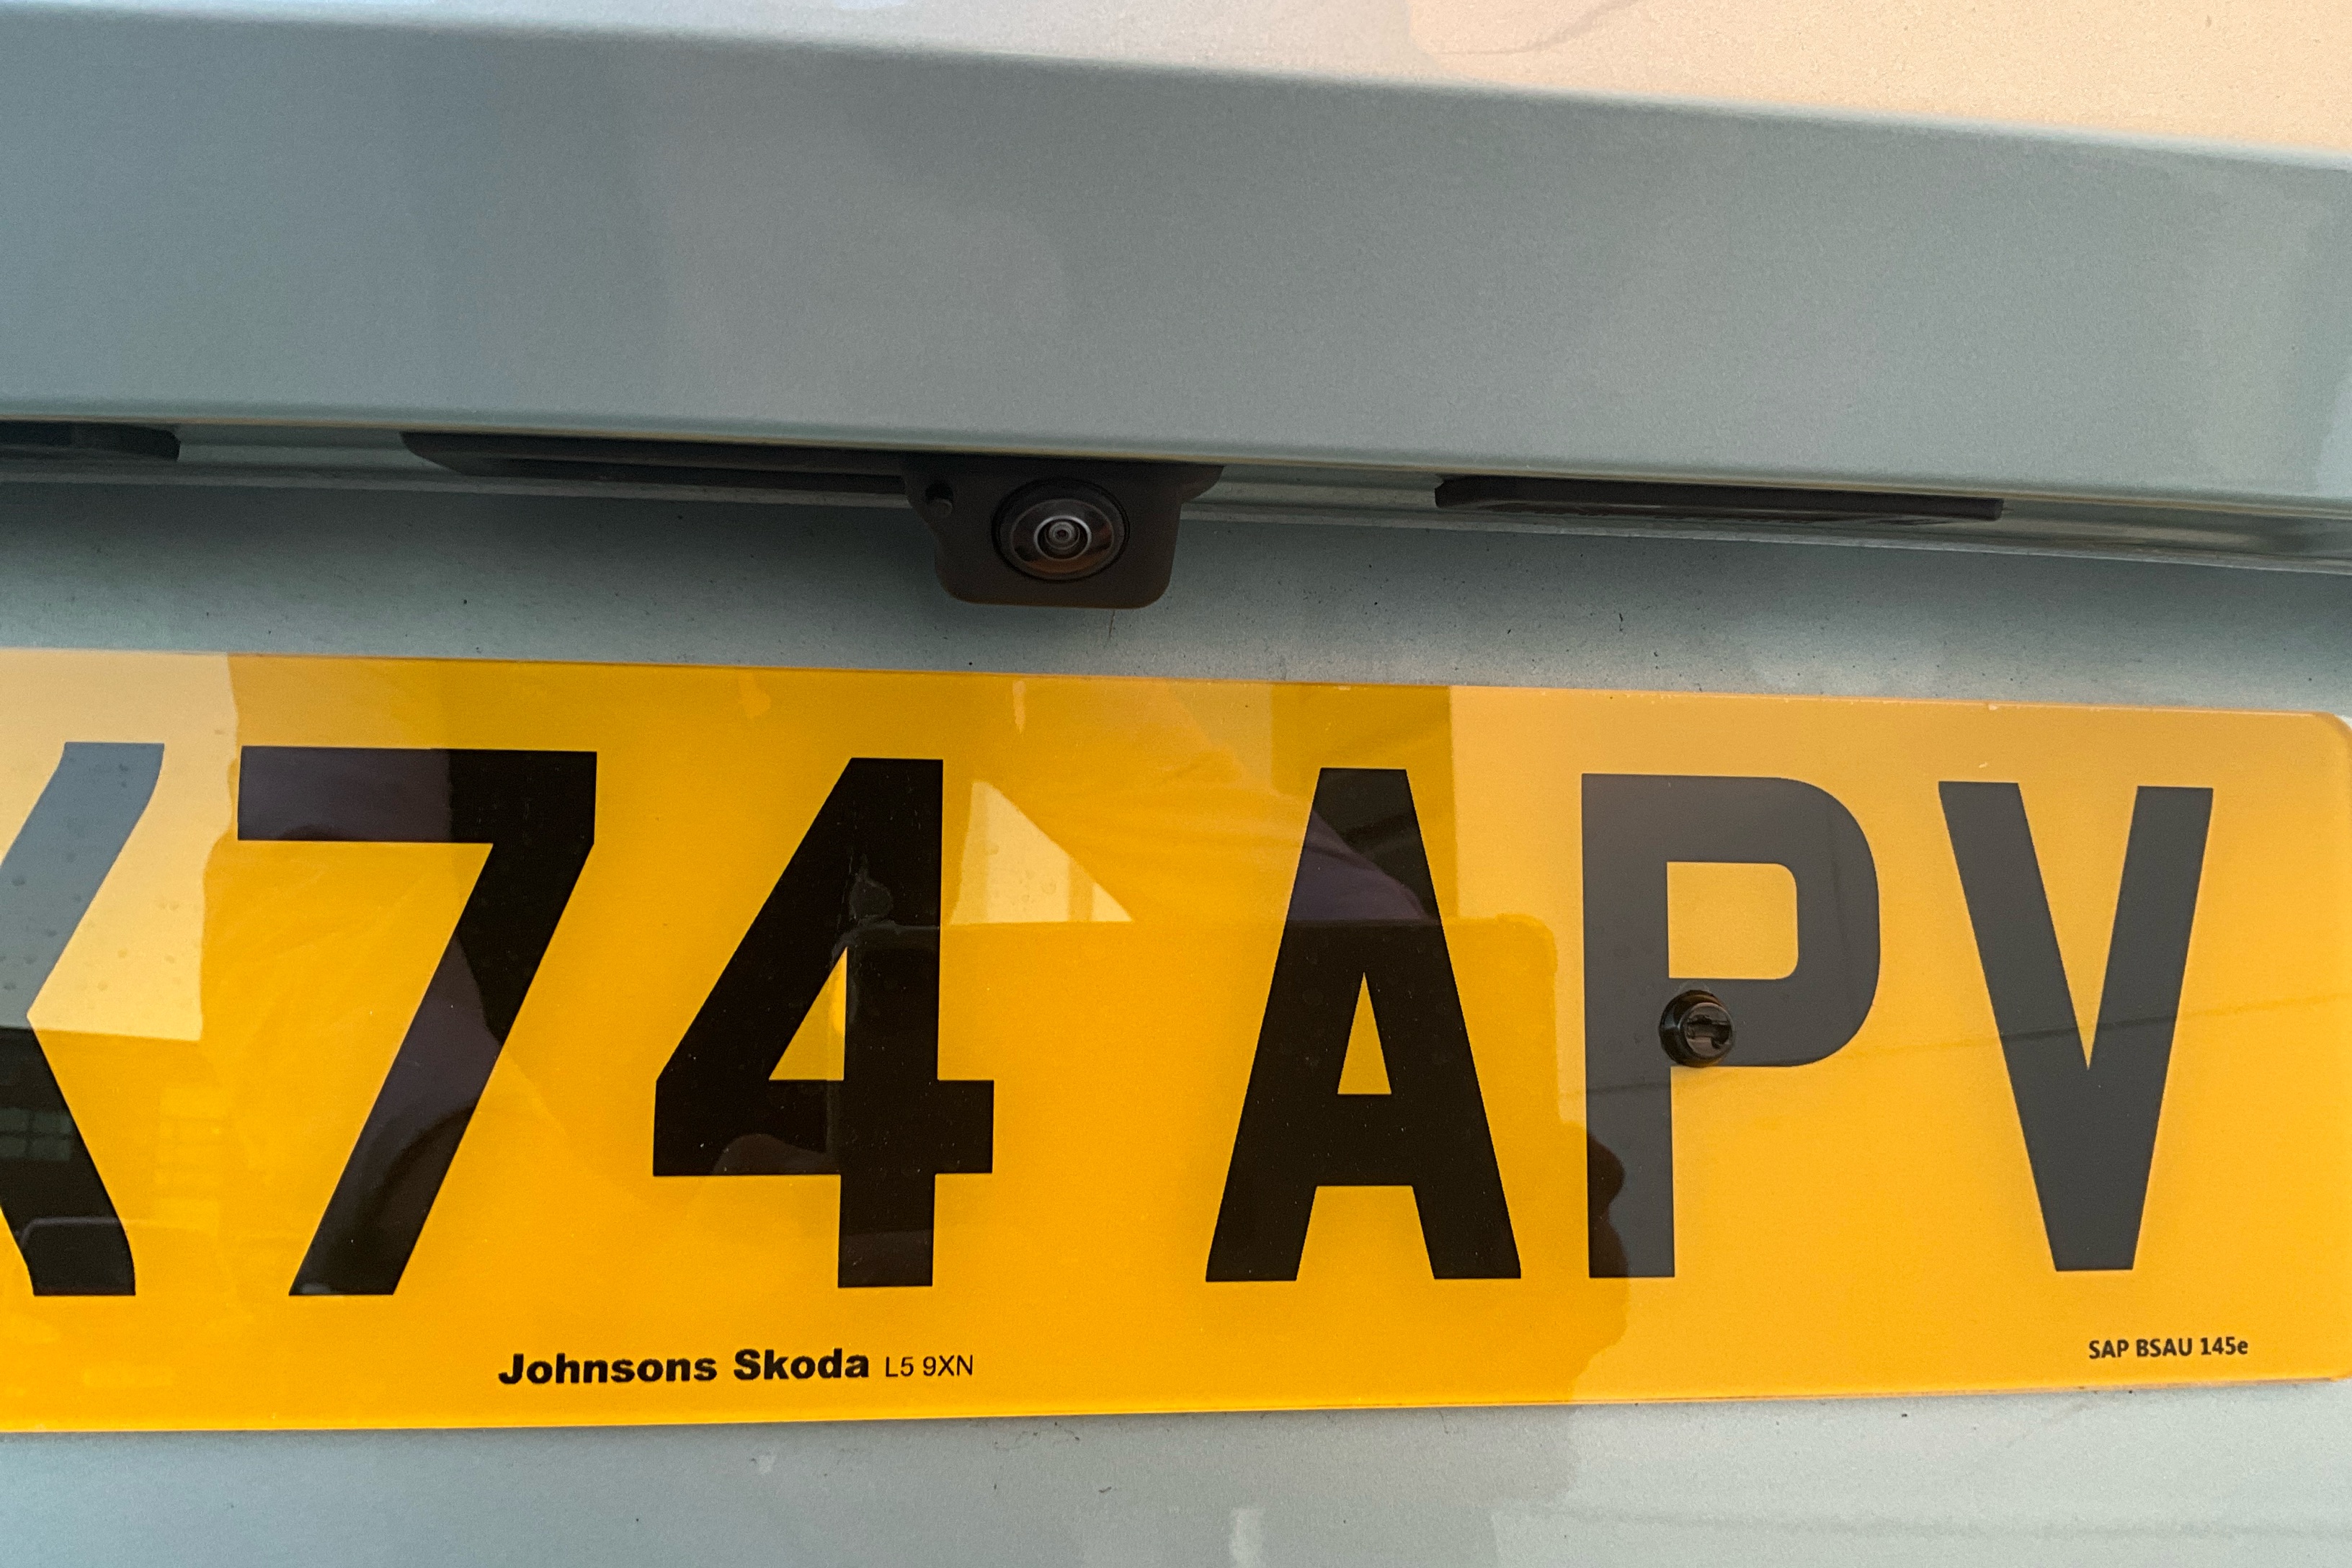 74 APV
Johnsons Skoda L5 9XN
SAP BSAU 145e